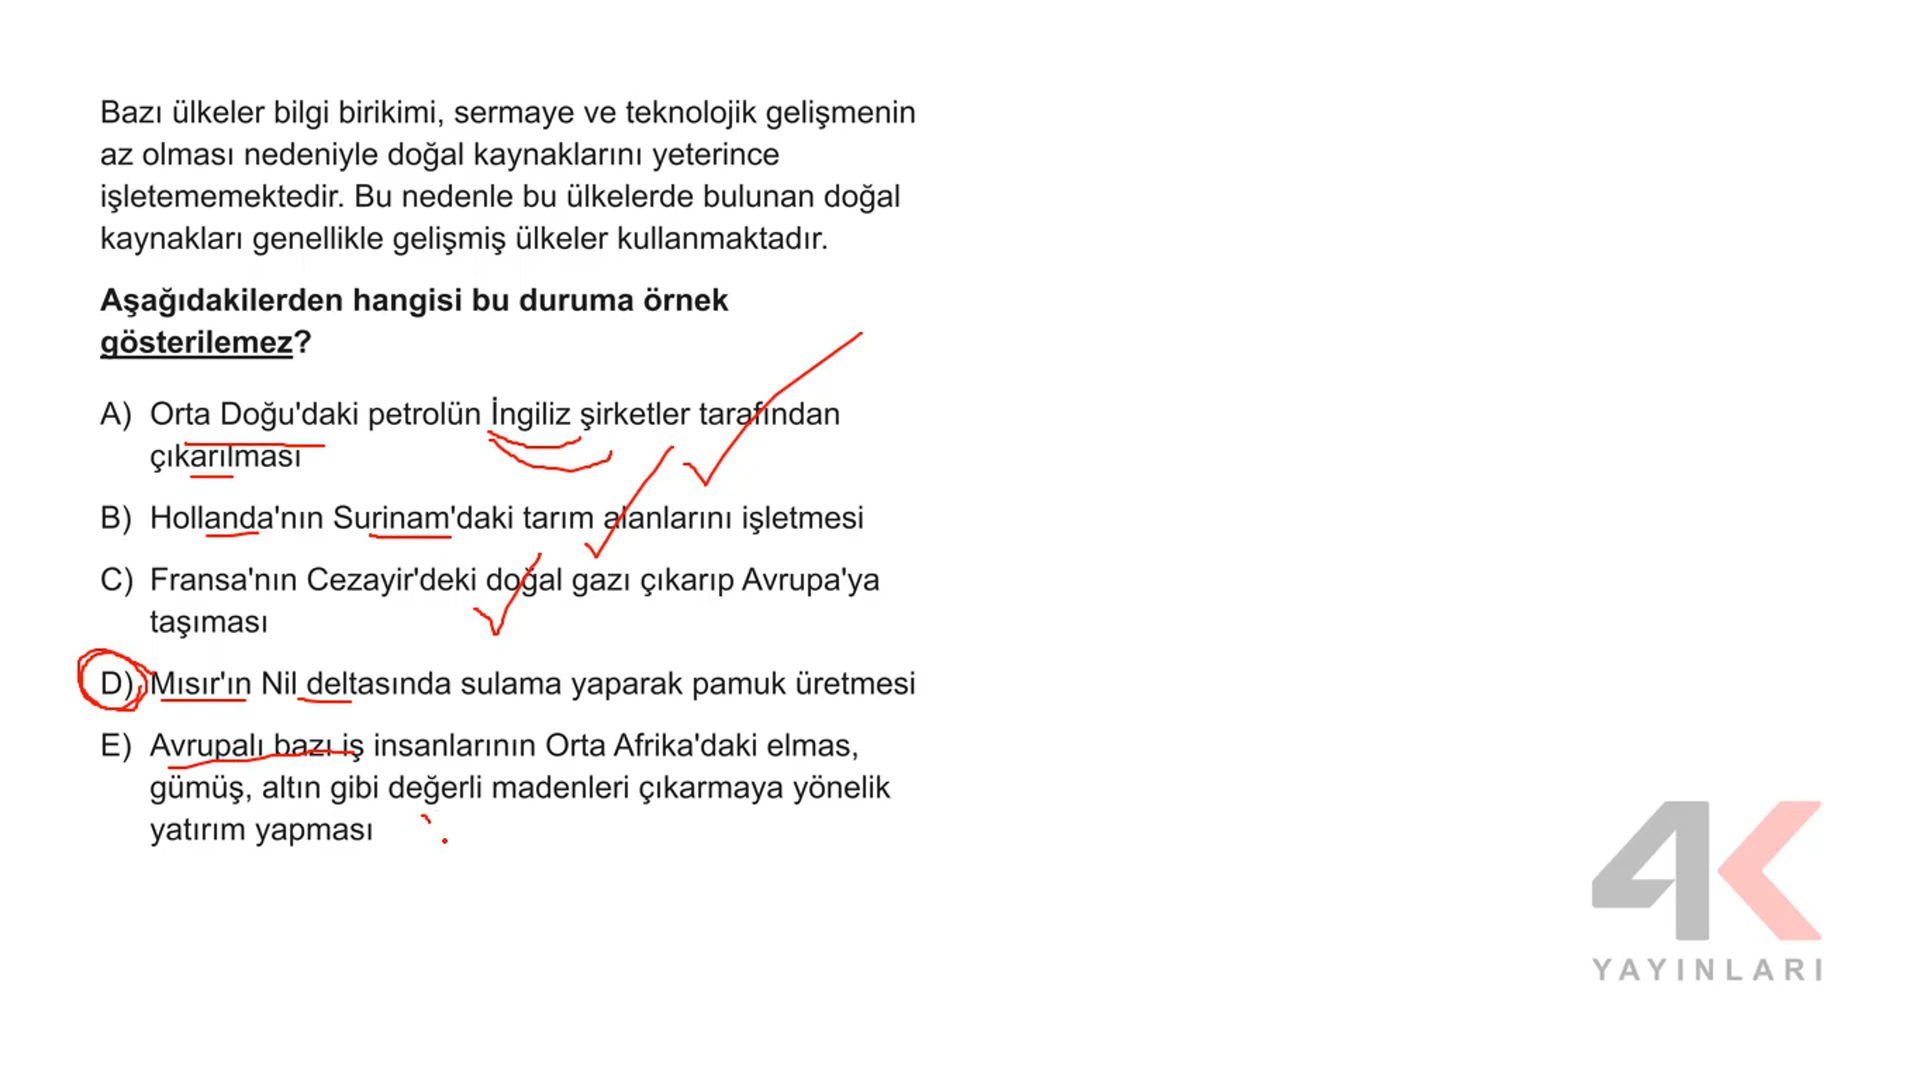 Bazı ülkeler bilgi birikimi, sermaye ve teknolojik gelişmenin
az olması nedeniyle doğal kaynaklarını yeterince
işletememektedir. Bu nedenle bu ülkelerde bulunan doğal
kaynakları genellikle gelişmiş ülkeler kullanmaktadır.
Aşağıdakilerden hangisi bu duruma örnek
gösterilemez?
A) Orta Doğu'daki petrolün İngiliz şirketler tarafından
çıkarılması
B) Hollanda'nın Surinam'daki tarım alanlarını işletmesi
C) Fransa'nın Cezayir'deki doğal gazı çıkarıp Avrupa'ya
taşıması
D) Mısır'ın Nil deltasında sulama yaparak pamuk üretmesi
E) Avrupalı bazı iş insanlarının Orta Afrika'daki elmas,
gümüş, altın gibi değerli madenleri çıkarmaya yönelik
yatırım yapması
4K
YAYINLARI